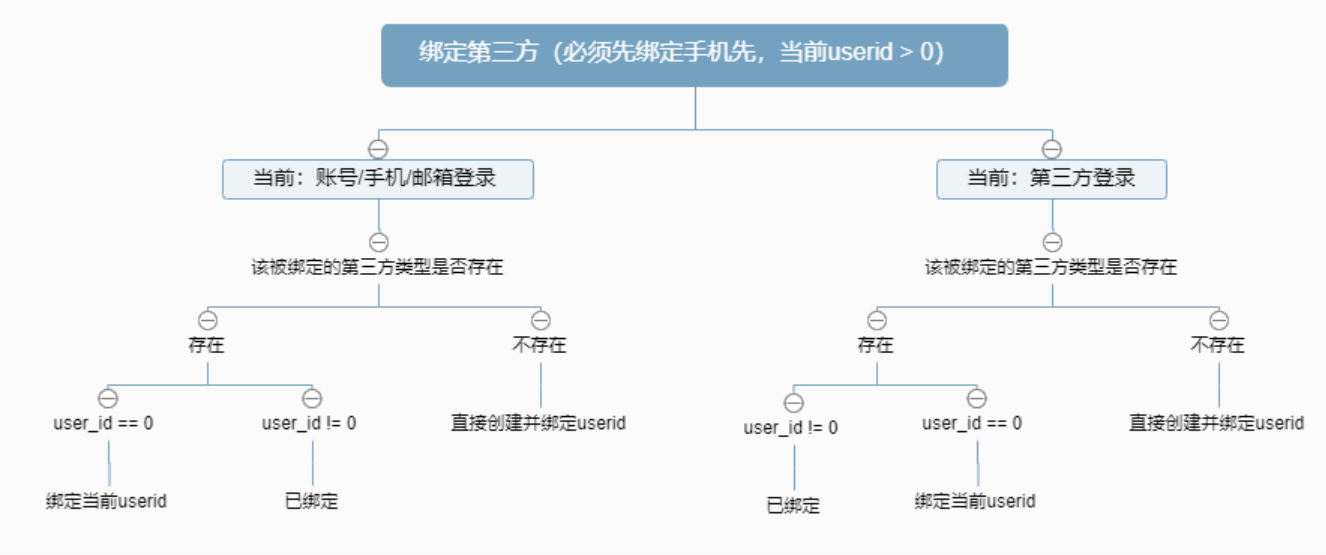 绑定第三方（必须先绑定手机先，当前userid > 0）
当前：账号/手机/邮箱登录
当前：第三方登录
该被绑定的第三方类型是否存在
该被绑定的第三方类型是否存在
存在
不存在
存在
不存在
user_id == 0
user_id != 0
直接创建并绑定userid
user_id != 0
user_id == 0
直接创建并绑定userid
绑定当前userid
已绑定
已绑定
绑定当前userid